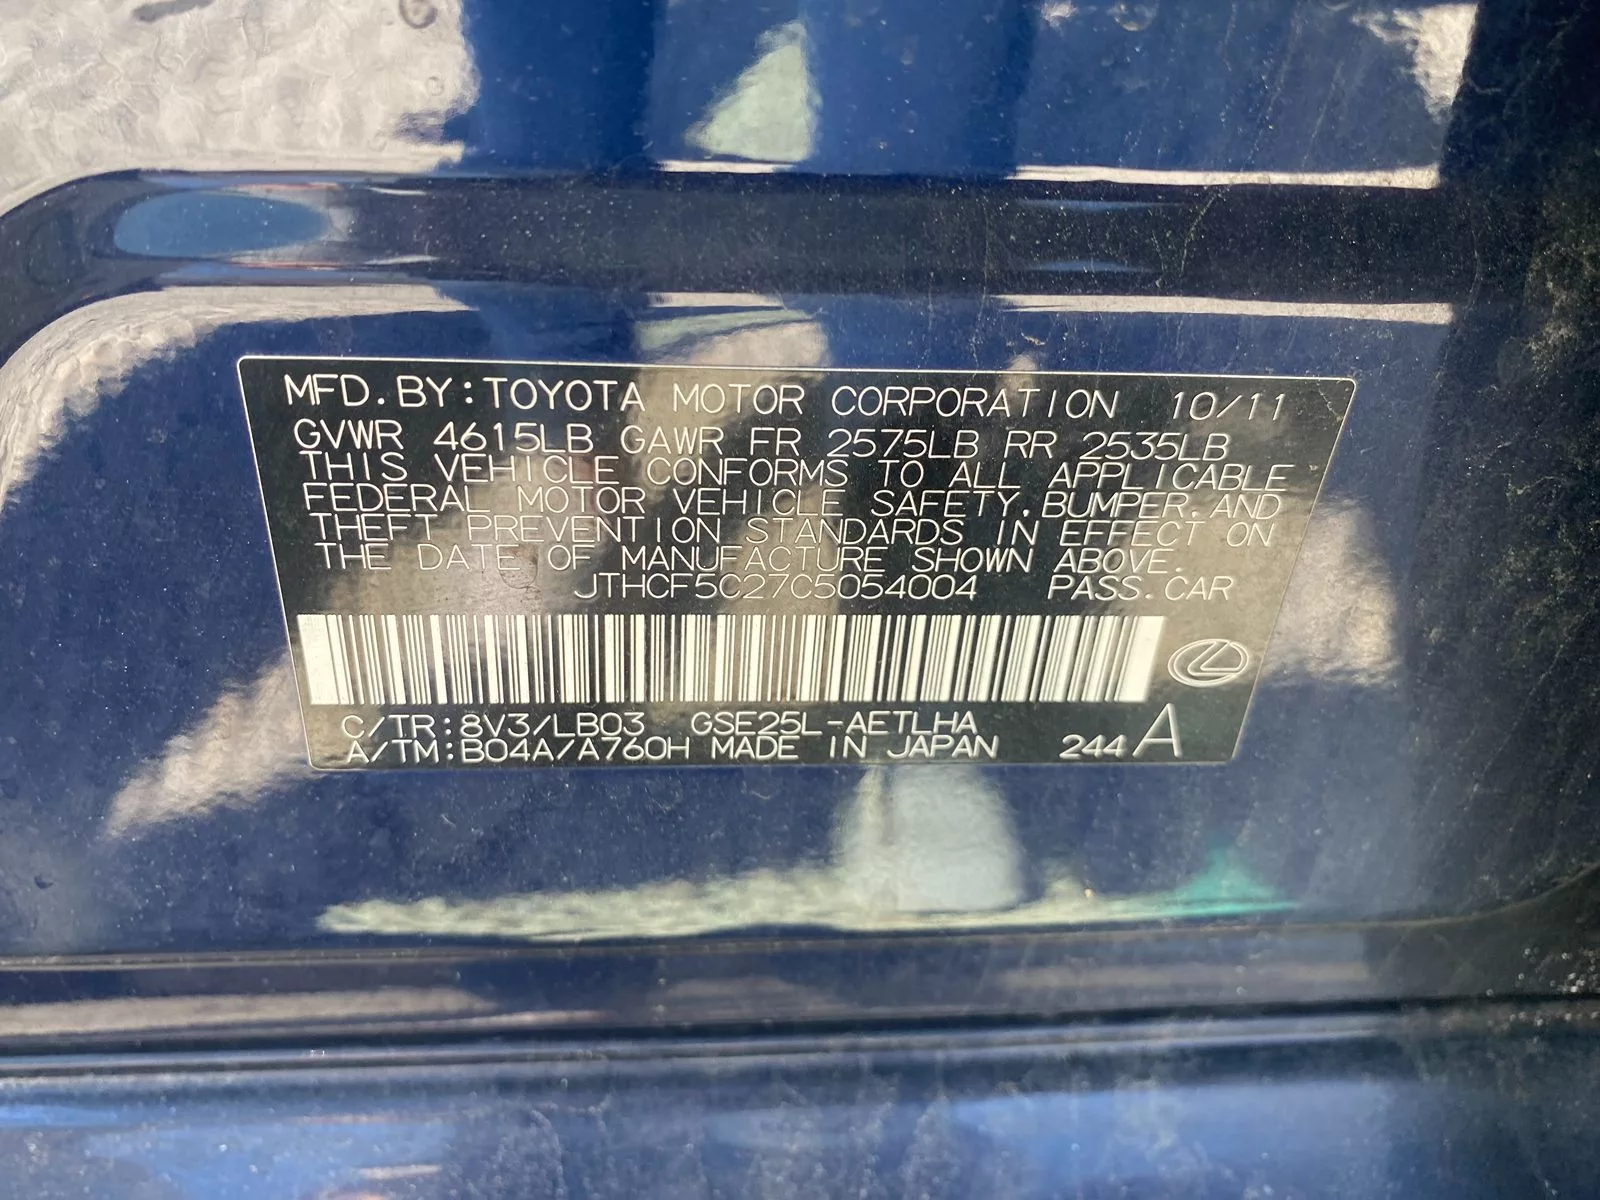 MFD. BY: TOYOTA MOTOR CORPORATION 10/11
GVWR 4615LB GAWR FR 2575LB RR 2535LB
THIS VEHICLE CONFORMS TO ALL APPLICABLE
FEDERAL MOTOR VEHICLE SAFETY, BUMPER, AND
THEFT PREVENTION STANDARDS IN EFFECT ON
THE DATE OF MANUFACTURE SHOWN ABOVE.
JTHCF5C27C5054004 PASS. CAR
C/TR: 8V3/LB03 GSE25L-AETLHA
A/TM: B04A/A760H MADE IN JAPAN 244 A